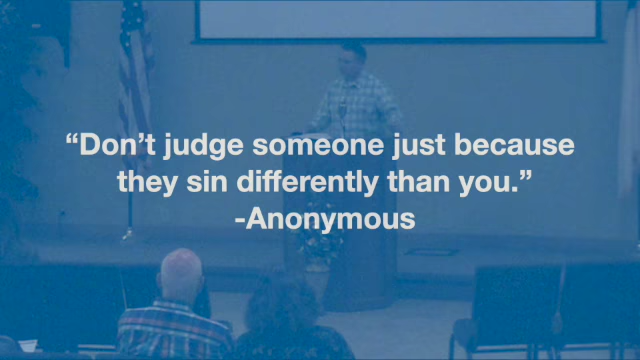 “Don’t judge someone just because
they sin differently than you.”
-Anonymous